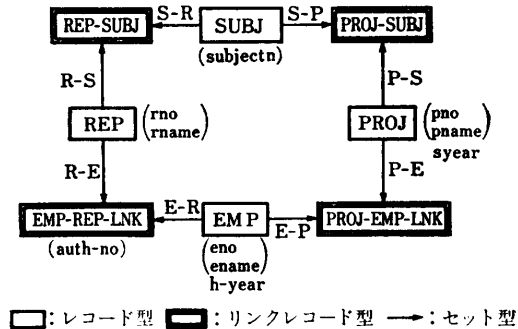 REP-SUBJ S-R SUBJ S-P PROJ-SUBJ
(subjectn)
R-S P-S
REP (rno rname) PROJ (pno pname) syear
R-E P-E
EMP-REP-LNK E-R EMP E-P PROJ-EMP-LNK
(auth-no) (eno ename) h-year
:レコード型 :リンクレコード型 :セット型